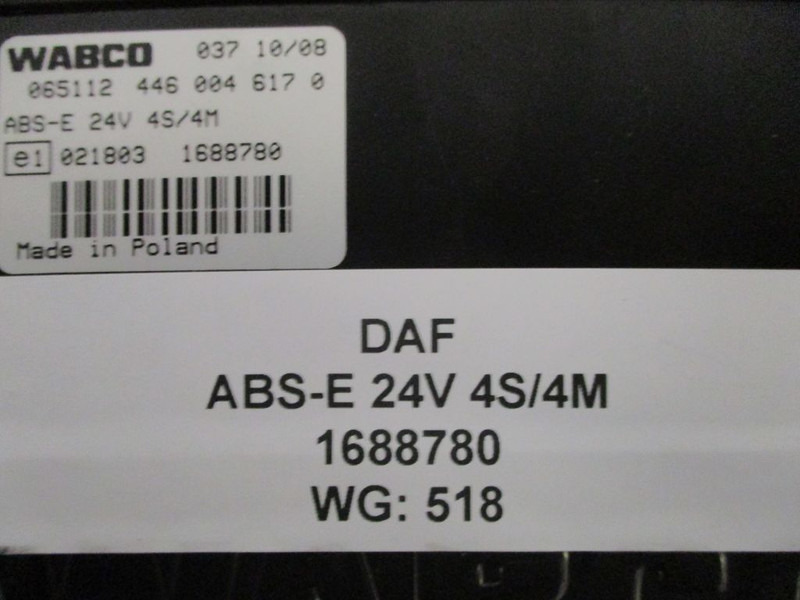 WABCO 037 10/08
065112 446 004 617 0
ABS-E 24V 4S/4M
e1 021803 1688780
Made in Poland
DAF
ABS-E 24V 4S/4M
1688780
WG: 518